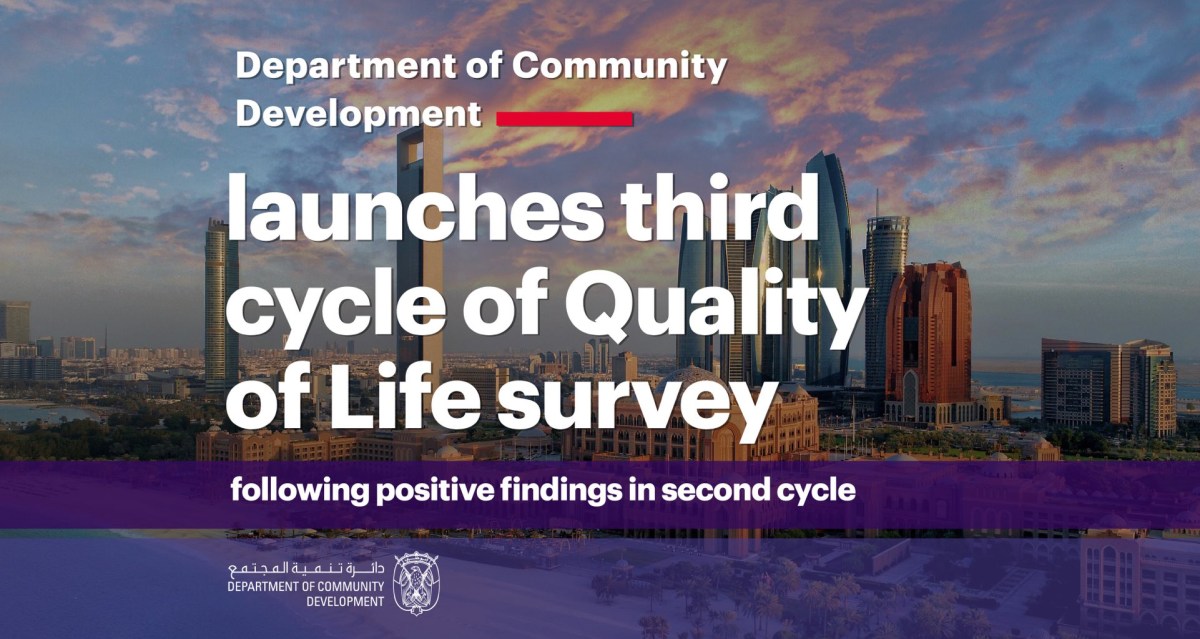 Department of Community
Development
launches third
cycle of Quality
of Life survey
following positive findings in second cycle
دائرة تنمية المجتمع
DEPARTMENT OF COMMUNITY
DEVELOPMENT